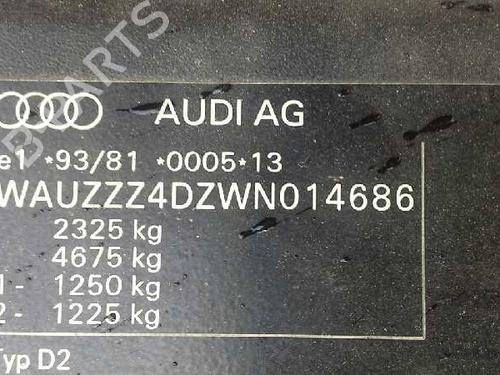 B-PARTS
AUDI AG
e1 *93/81 *0005*13
WAUZZZ4DZWN014686
2325 kg
4675 kg
1- 1250 kg
2- 1225 kg
Typ D2